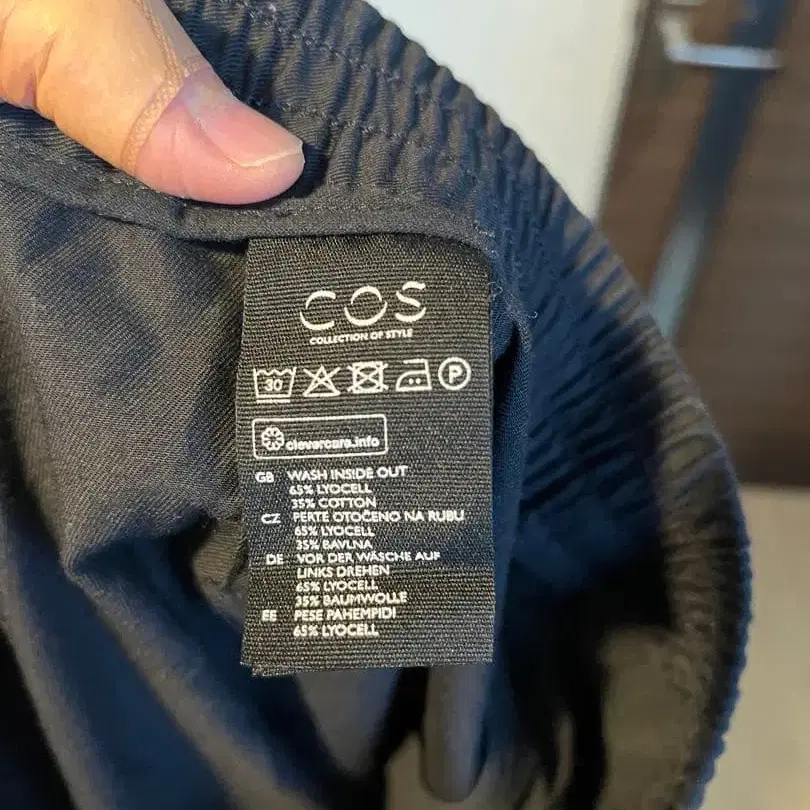 COS
COLLECTION OF STYLE
30 P
clevercare.info
GB WASH INSIDE OUT
65% LYOCELL
35% COTTON
CZ PERTE OTOČENO NA RUBU
65% LYOCELL
35% BAVLNA
DE VOR DER WÄSCHE AUF
LINKS DREHEN
65% LYOCELL
35% BAUMWOLLE
EE PESE PAHEMPIDI
65% LYOCELL